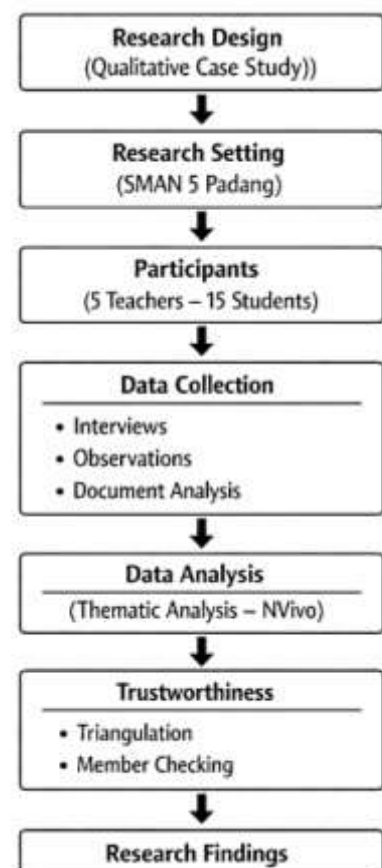 Research Design
(Qualitative Case Study))
Research Setting
(SMAN 5 Padang)
Participants
(5 Teachers – 15 Students)
Data Collection
• Interviews
• Observations
• Document Analysis
Data Analysis
(Thematic Analysis – NVivo)
Trustworthiness
• Triangulation
• Member Checking
Research Findings